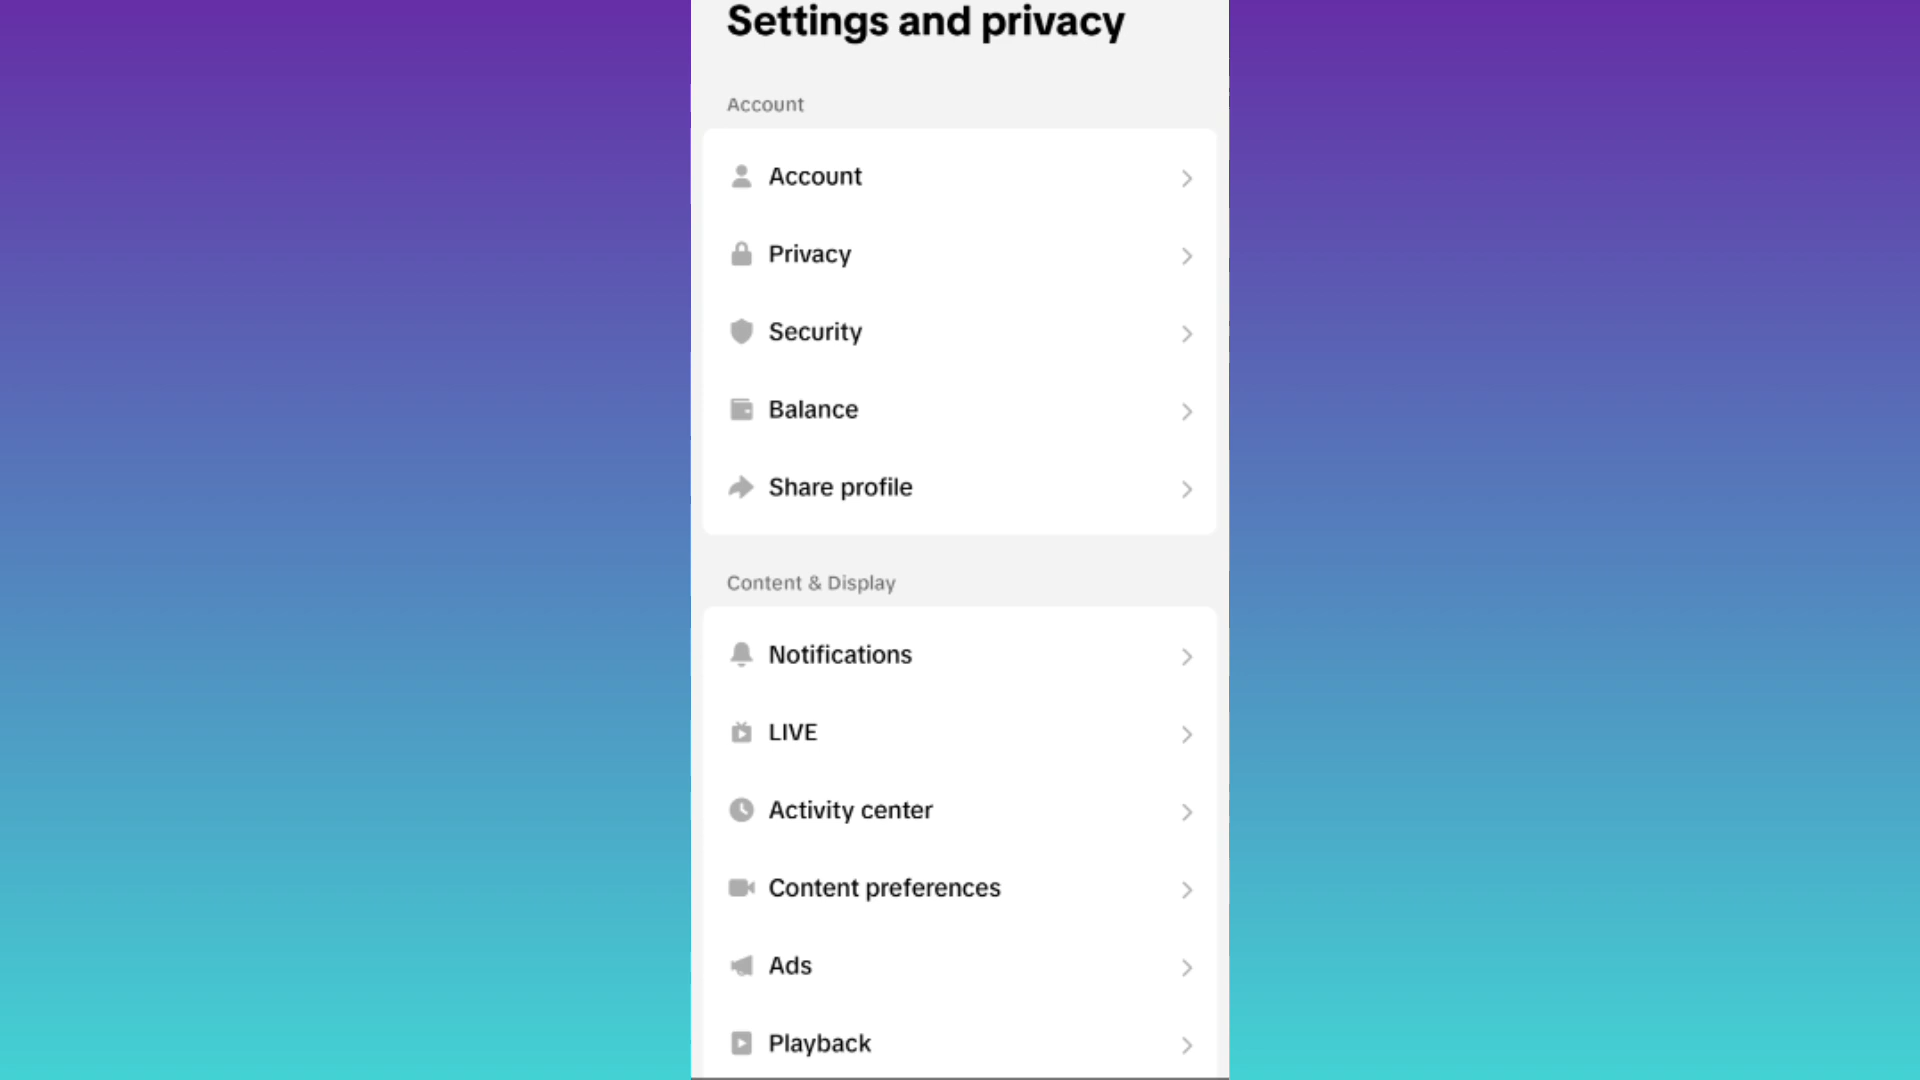 Settings and privacy
Account
Account
Privacy
Security
Balance
Share profile
Content & Display
Notifications
LIVE
Activity center
Content preferences
Ads
Playback